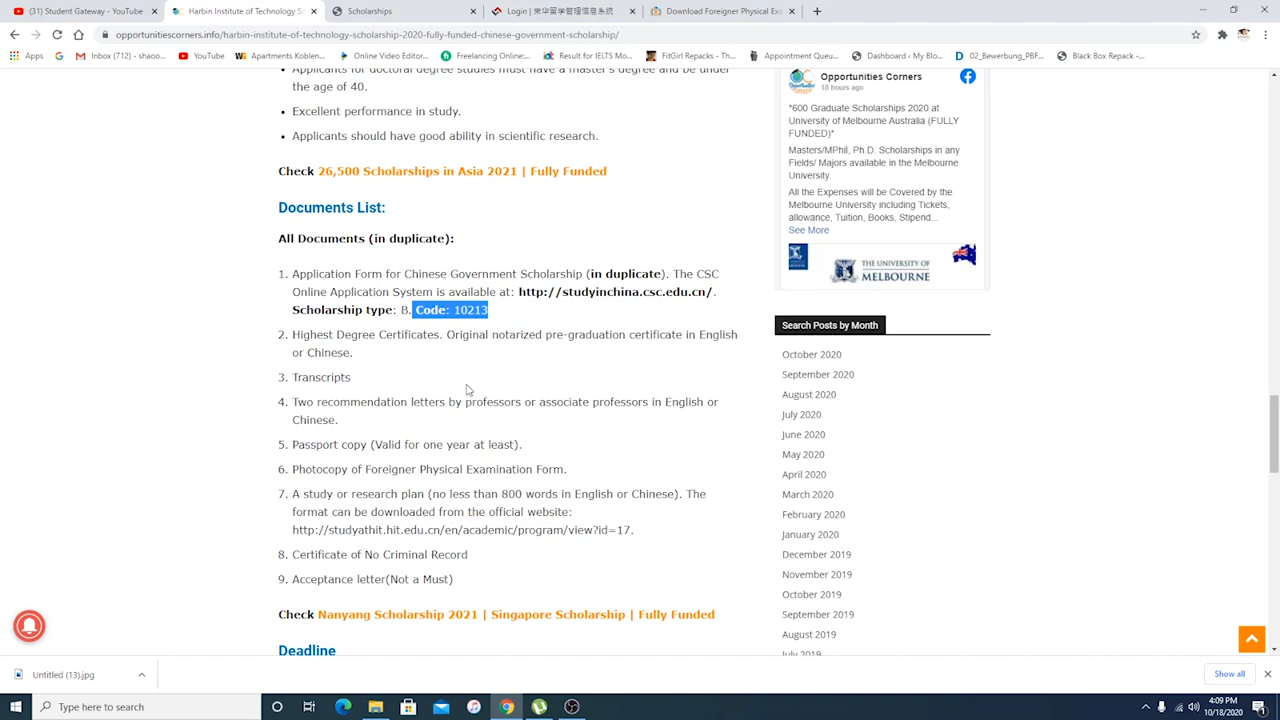 (31) Student Gateway - YouTube
Harbin Institute of Technology S
Scholarships
Login | 荣华留学管理信息系统
Download Foreigner Physical Exa
opportunitiescorners.info/harbin-institute-of-technology-scholarship-2020-fully-funded-chinese-government-scholarship/
Apps
Gmail
Inbox (712) - shaoo...
YouTube
Apartments Koblen...
Online Video Editor...
Freelancing Online:...
Result for IELTS Mo...
FitGirl Repacks - Th...
Appointment Queu...
Dashboard ‹ My Blo...
02_Bewerbung_PBF...
Black Box Repack -...
Applicants for doctoral degree studies must have a master's degree and be under
the age of 40.
Excellent performance in study.
Applicants should have good ability in scientific research.
Check 26,500 Scholarships in Asia 2021 | Fully Funded
Documents List:
All Documents (in duplicate):
1. Application Form for Chinese Government Scholarship (in duplicate). The CSC
Online Application System is available at: http://studyinchina.csc.edu.cn/.
Scholarship type: B. Code: 10213
2. Highest Degree Certificates. Original notarized pre-graduation certificate in English
or Chinese.
3. Transcripts
4. Two recommendation letters by professors or associate professors in English or
Chinese.
5. Passport copy (Valid for one year at least).
6. Photocopy of Foreigner Physical Examination Form.
7. A study or research plan (no less than 800 words in English or Chinese). The
format can be downloaded from the official website:
http://studyathit.hit.edu.cn/en/academic/program/view?id=17.
8. Certificate of No Criminal Record
9. Acceptance letter(Not a Must)
Check Nanyang Scholarship 2021 | Singapore Scholarship | Fully Funded
Deadline
Opportunities Corners
18 hours ago
*600 Graduate Scholarships 2020 at
University of Melbourne Australia (FULLY
FUNDED)*
Masters/MPhil, Ph.D. Scholarships in any
Fields/ Majors available in the Melbourne
University.
All the Expenses will be Covered by the
Melbourne University including Tickets,
allowance, Tuition, Books, Stipend...
See More
THE UNIVERSITY OF
MELBOURNE
Search Posts by Month
October 2020
September 2020
August 2020
July 2020
June 2020
May 2020
April 2020
March 2020
February 2020
January 2020
December 2019
November 2019
October 2019
September 2019
August 2019
July 2019
Untitled (13).jpg
Show all
Type here to search
4:09 PM
10/18/2020